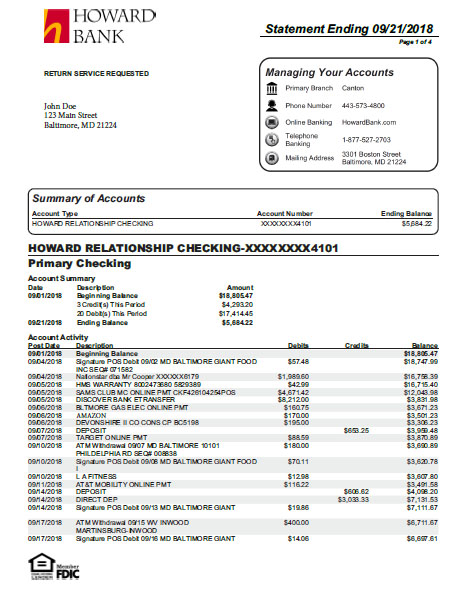 HOWARD
BANK
Statement Ending 09/21/2018
Page 1 of 4
RETURN SERVICE REQUESTED
John Doe
123 Main Street
Baltimore, MD 21224
Managing Your Accounts
Primary Branch Canton
Phone Number 443-573-4800
Online Banking HowardBank.com
Telephone
Banking 1-877-527-2703
Mailing Address 3301 Boston Street
Baltimore, MD 21224
Summary of Accounts
Account Type Account Number Ending Balance
HOWARD RELATIONSHIP CHECKING XXXXXXXX4101 $5,684.22
HOWARD RELATIONSHIP CHECKING-XXXXXXXX4101
Primary Checking
Account Summary
Date Description Amount
09/01/2018 Beginning Balance $18,805.47
3 Credit(s) This Period $4,293.20
20 Debit(s) This Period $17,414.45
09/21/2018 Ending Balance $5,684.22
Account Activity
Post Date Description Debits Credits Balance
09/01/2018 Beginning Balance $18,805.47
09/04/2018 Signature POS Debit 09/02 MD BALTIMORE GIANT FOOD $57.48 $18,747.99
INC SEQ# 071582
09/04/2018 Nationstar dba Mr Cooper XXXXXX6179 $1,989.60 $16,758.39
09/05/2018 HMS WARRANTY 8002473680 5829389 $42.99 $16,715.40
09/05/2018 SAMS CLUB MC ONLINE PMT CKF426104254POS $4,671.42 $12,043.98
09/05/2018 DISCOVER BANK ETRANSFER $8,212.00 $3,831.98
09/06/2018 BLTMORE GAS ELEC ONLINE PMT $160.75 $3,671.23
09/06/2018 AMAZON $170.00 $3,501.23
09/06/2018 DEVONSHIRE II CO CONS CP BC5198 $195.00 $3,306.23
09/07/2018 DEPOSIT $653.25 $3,959.48
09/07/2018 TARGET ONLINE PMT $88.59 $3,870.89
09/10/2018 ATM Withdrawal 09/07 MD BALTIMORE 10101 $180.00 $3,690.89
PHILDELPHIA RD SEQ# 008838
09/10/2018 Signature POS Debit 09/08 MD BALTIMORE GIANT FOOD $70.11 $3,620.78
I
09/10/2018 L A FITNESS $12.98 $3,607.80
09/11/2018 AT&T MOBILITY ONLINE PMT $116.22 $3,491.58
09/14/2018 DEPOSIT $606.62 $4,098.20
09/14/2018 DIRECT DEP $3,033.33 $7,131.53
09/14/2018 Signature POS Debit 09/13 MD BALTIMORE GIANT $19.86 $7,111.67
09/17/2018 ATM Withdrawal 09/15 WV INWOOD $400.00 $6,711.67
MARTINSBURG-INWOOD
09/17/2018 Signature POS Debit 09/16 MD BALTIMORE GIANT $14.06 $6,697.61
Member
FDIC